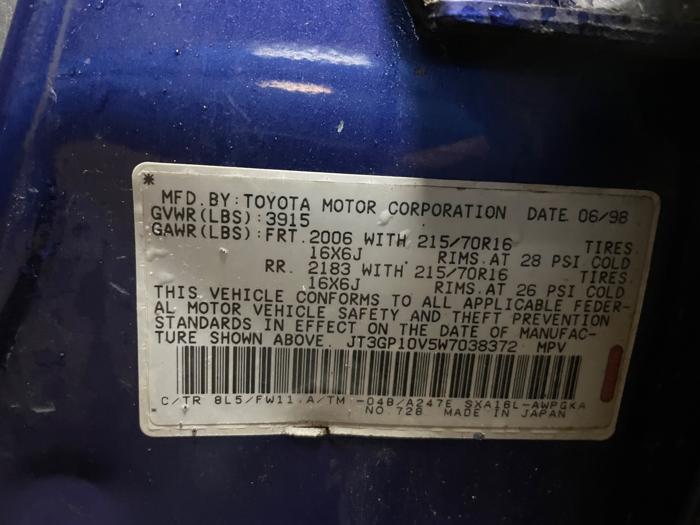 *
MFD. BY: TOYOTA MOTOR CORPORATION DATE 06/98
GVWR(LBS): 3915
GAWR(LBS): FRT. 2006 WITH 215/70R16 TIRES
16X6J RIMS AT 28 PSI COLD
RR. 2183 WITH 215/70R16 TIRES
16X6J RIMS AT 26 PSI COLD
THIS VEHICLE CONFORMS TO ALL APPLICABLE FEDER-
AL MOTOR VEHICLE SAFETY AND THEFT PREVENTION
STANDARDS IN EFFECT ON THE DATE OF MANUFAC-
TURE SHOWN ABOVE. JT3GP10V5W7038372 MPV
C/TR 8L5/FW11 A/TM -04B/A247E SXA16L-AWPGKA
NO. 728 MADE IN JAPAN